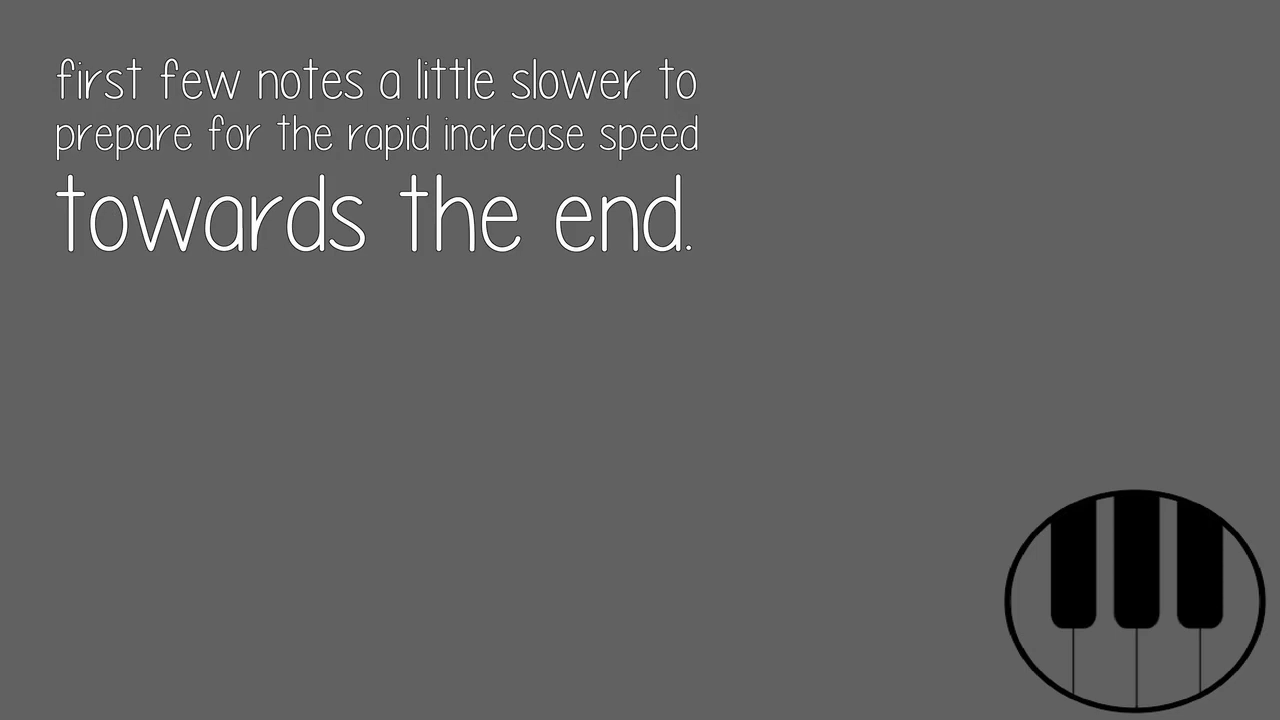 first few notes a little slower to
prepare for the rapid increase speed
towards the end.